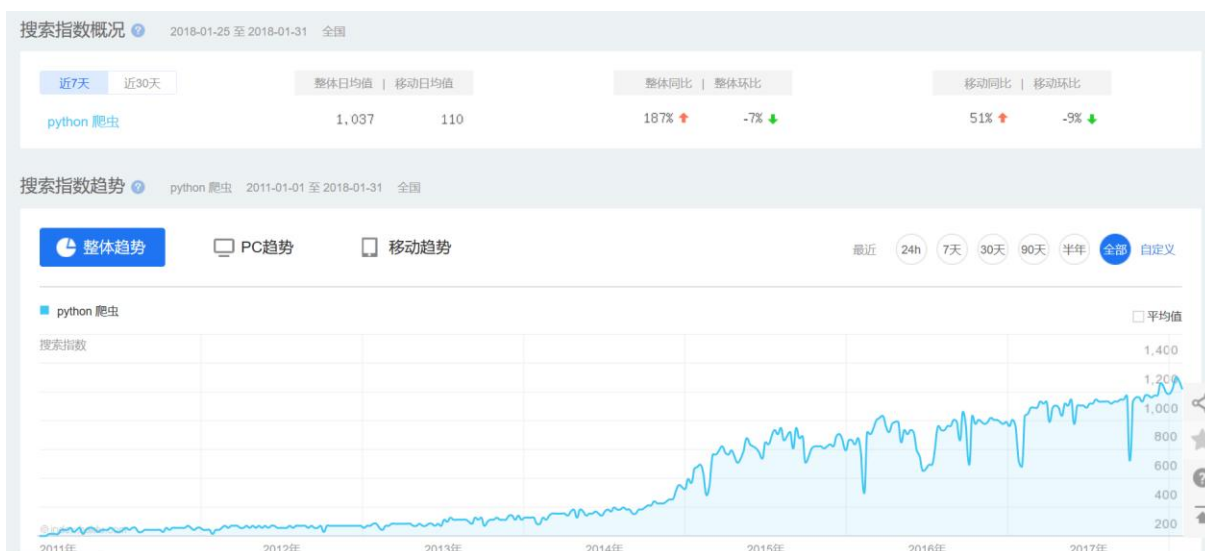 搜索指数概况 ? 2018-01-25 至 2018-01-31 全国
近7天 近30天 整体日均值 | 移动日均值 整体同比 | 整体环比 移动同比 | 移动环比
python 爬虫 1,037 110 187% -7% 51% -9%
搜索指数趋势 ? python 爬虫 2011-01-01 至 2018-01-31 全国
整体趋势 PC趋势 移动趋势 最近 24h 7天 30天 90天 半年 全部 自定义
python 爬虫 平均值
搜索指数
1,400
1,200
1,000
800
600
400
200
2011年 2012年 2013年 2014年 2015年 2016年 2017年